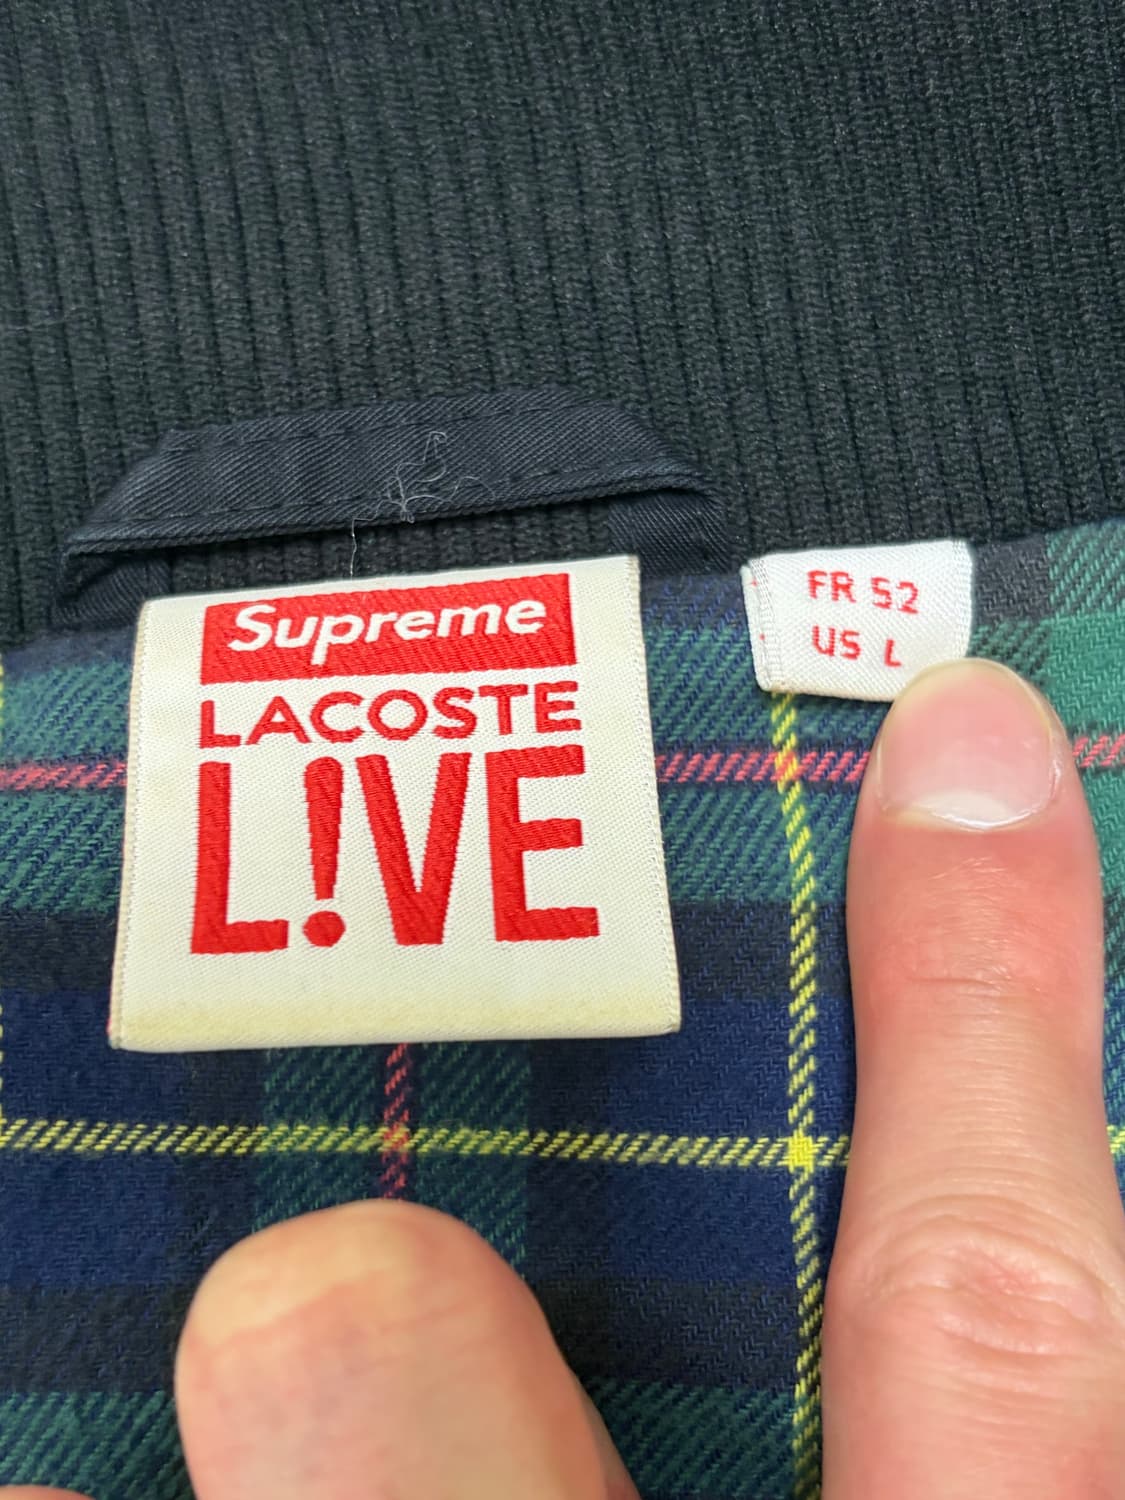 Supreme
LACOSTE
L!VE
FR 52
US L